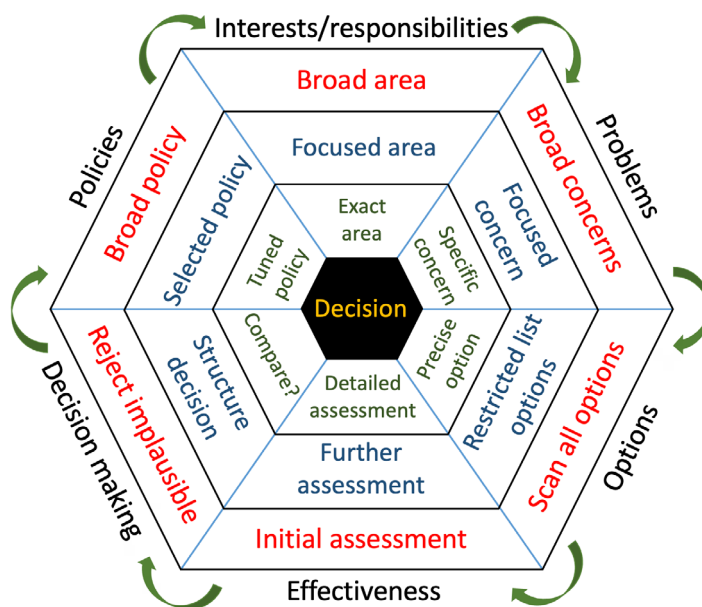 Interests/responsibilities
Broad area
Focused area
Exact
area
Problems
Broad concerns
Focused
concern
Specific
concern
Options
Scan all options
Restricted list
options
Precise
option
Effectiveness
Initial assessment
Further
assessment
Detailed
assessment
Decision making
Reject implausible
Structure
decision
Compare?
Policies
Broad policy
Selected policy
Tuned
policy
Decision